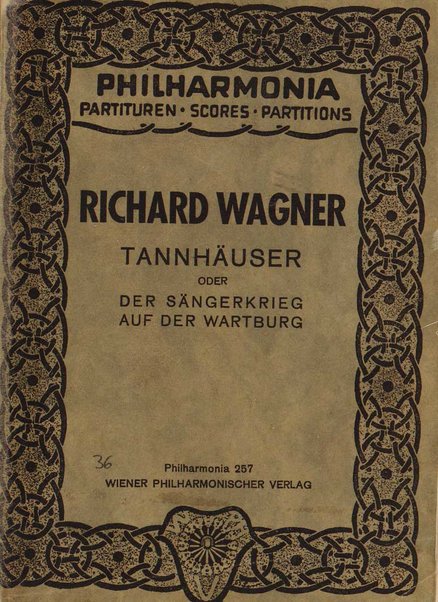 PHILHARMONIA
PARTITUREN · SCORES · PARTITIONS
RICHARD WAGNER
TANNHÄUSER
ODER
DER SÄNGERKRIEG
AUF DER WARTBURG
36
Philharmonia 257
WIENER PHILHARMONISCHER VERLAG